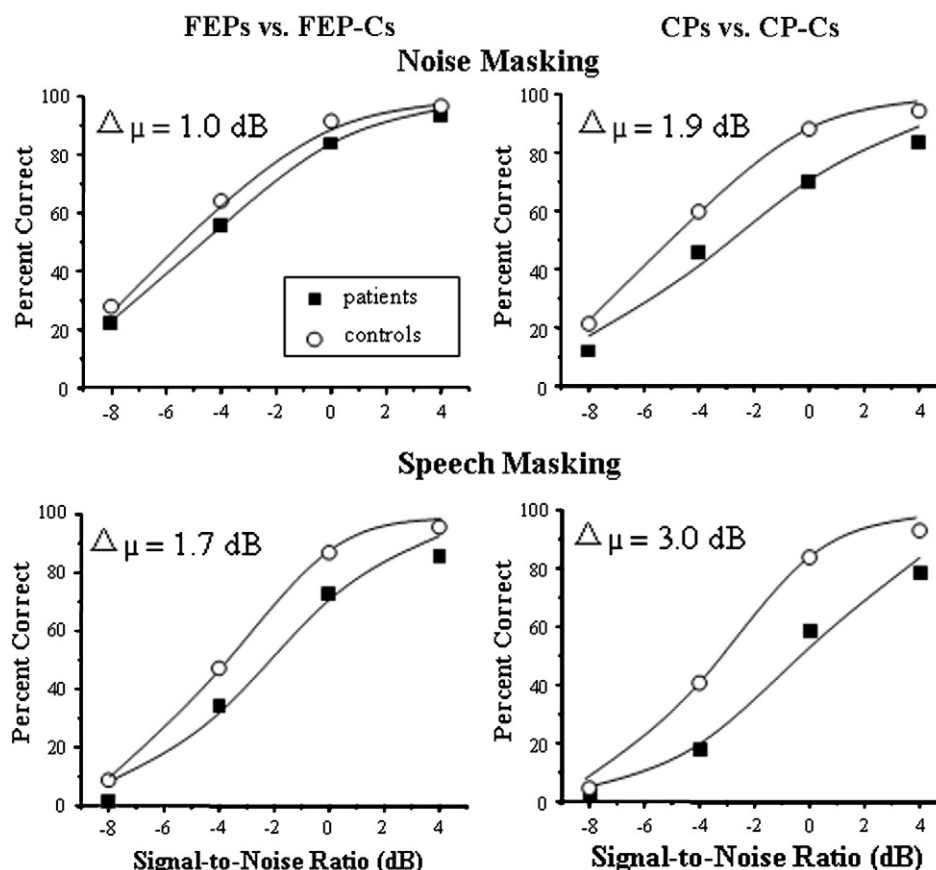 FEPs vs. FEP-Cs CPs vs. CP-Cs
Noise Masking
100
80
60
40
20
0
Percent Correct
△ μ = 1.0 dB
patients
controls
-8 -6 -4 -2 0 2 4
100
80
60
40
20
0
Percent Correct
△ μ = 1.9 dB
-8 -6 -4 -2 0 2 4
Speech Masking
100
80
60
40
20
0
Percent Correct
△ μ = 1.7 dB
-8 -6 -4 -2 0 2 4
Signal-to-Noise Ratio (dB)
100
80
60
40
20
0
Percent Correct
△ μ = 3.0 dB
-8 -6 -4 -2 0 2 4
Signal-to-Noise Ratio (dB)